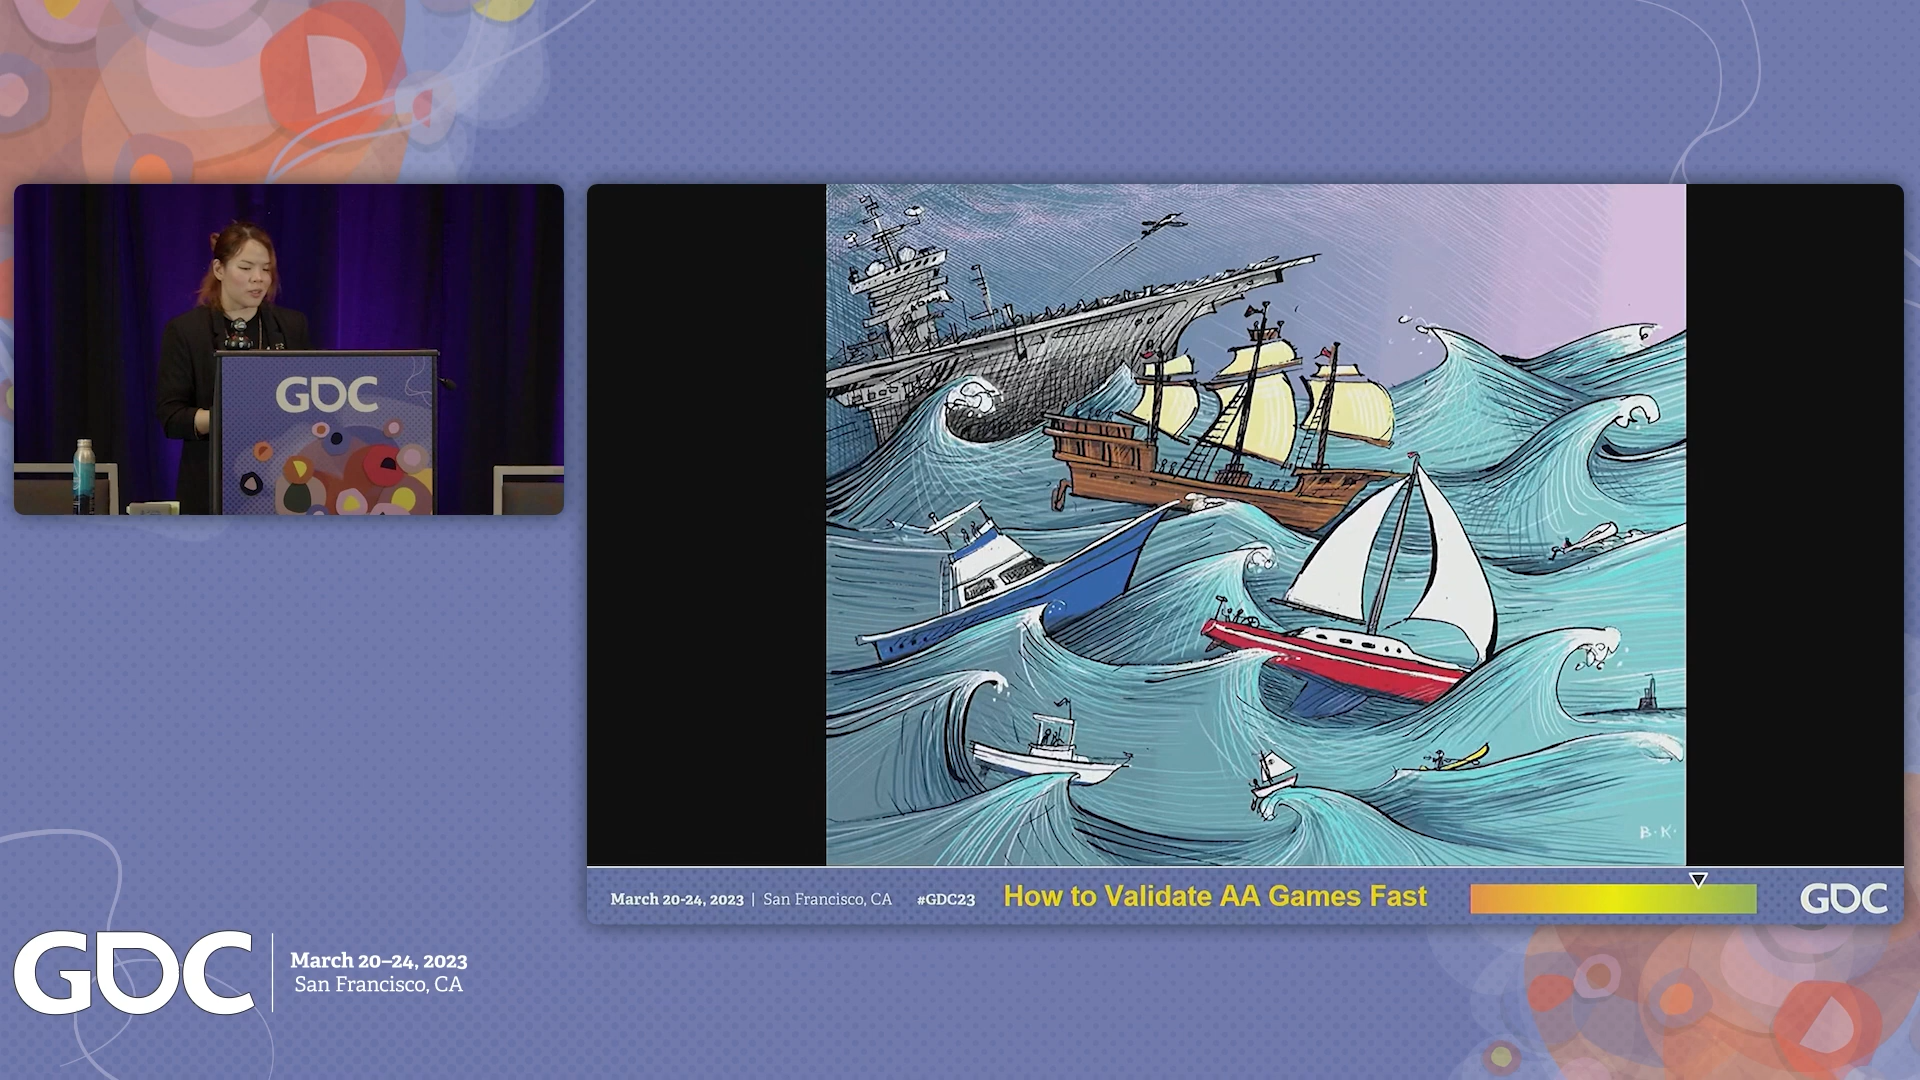 GDC
B.K.
March 20-24, 2023 | San Francisco, CA #GDC23 How to Validate AA Games Fast GDC
GDC
March 20–24, 2023
San Francisco, CA